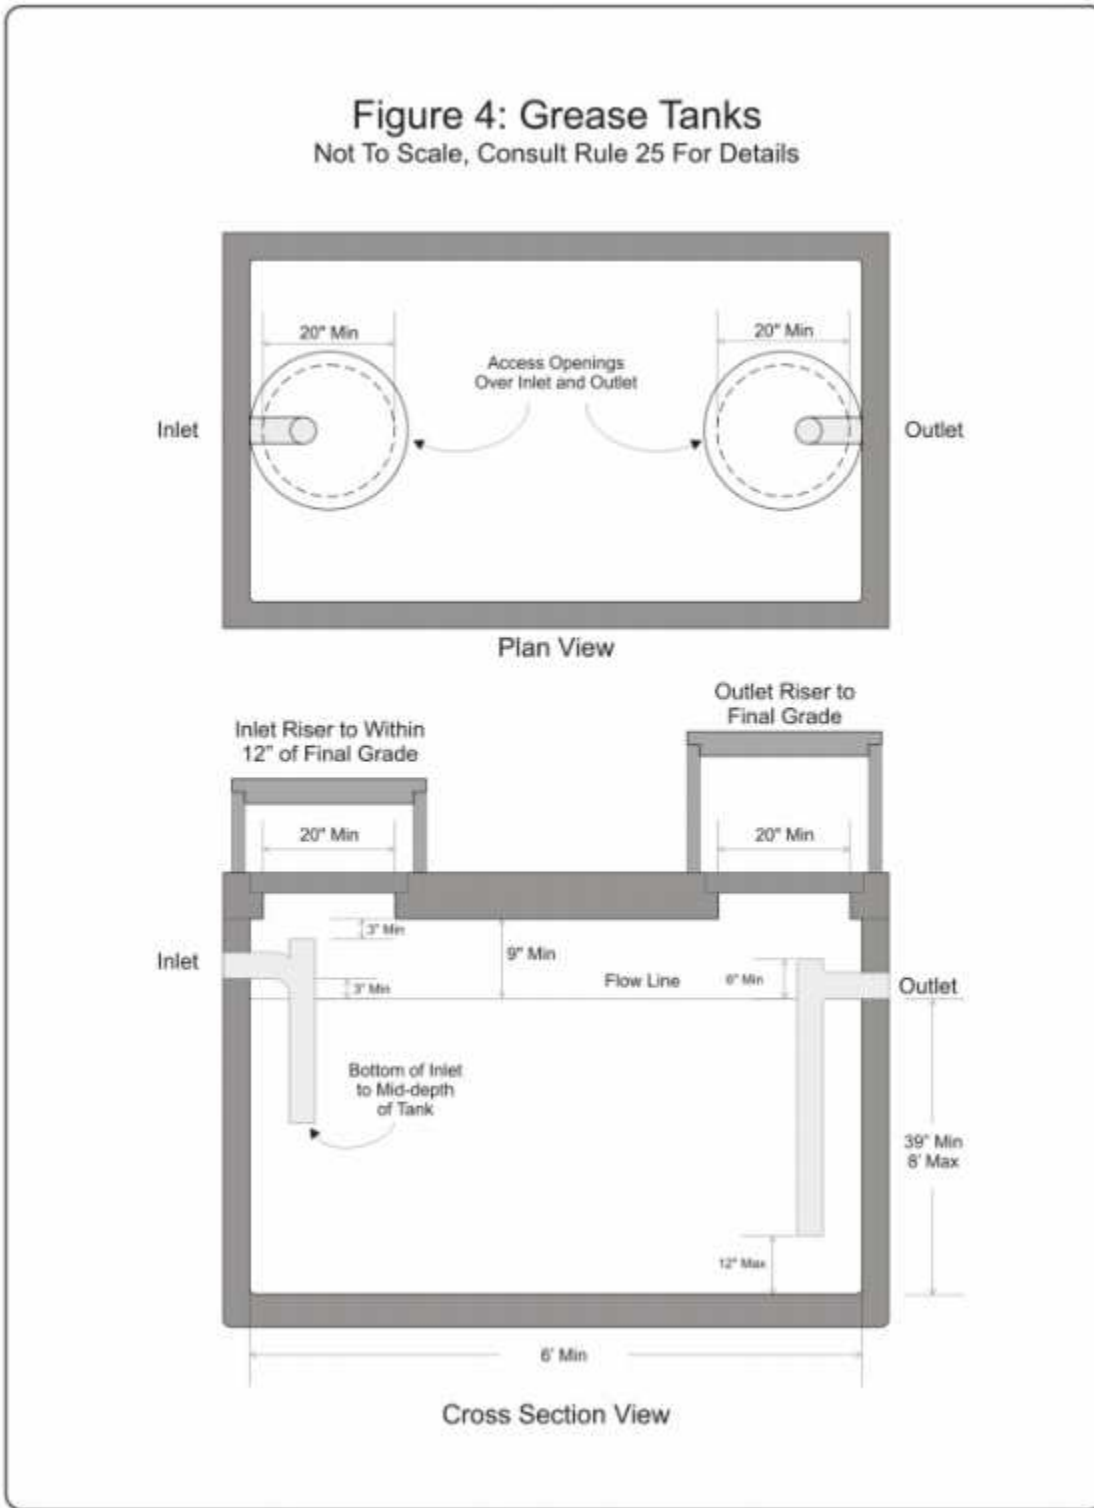 Figure 4: Grease Tanks
Not To Scale, Consult Rule 25 For Details
20" Min
20" Min
Access Openings
Over Inlet and Outlet
Inlet
Outlet
Plan View
Outlet Riser to
Final Grade
Inlet Riser to Within
12" of Final Grade
20" Min
20" Min
3" Min
9" Min
Inlet
Flow Line
6" Min
3" Min
Outlet
Bottom of Inlet
to Mid-depth
of Tank
39" Min
8' Max
12" Max
6' Min
Cross Section View